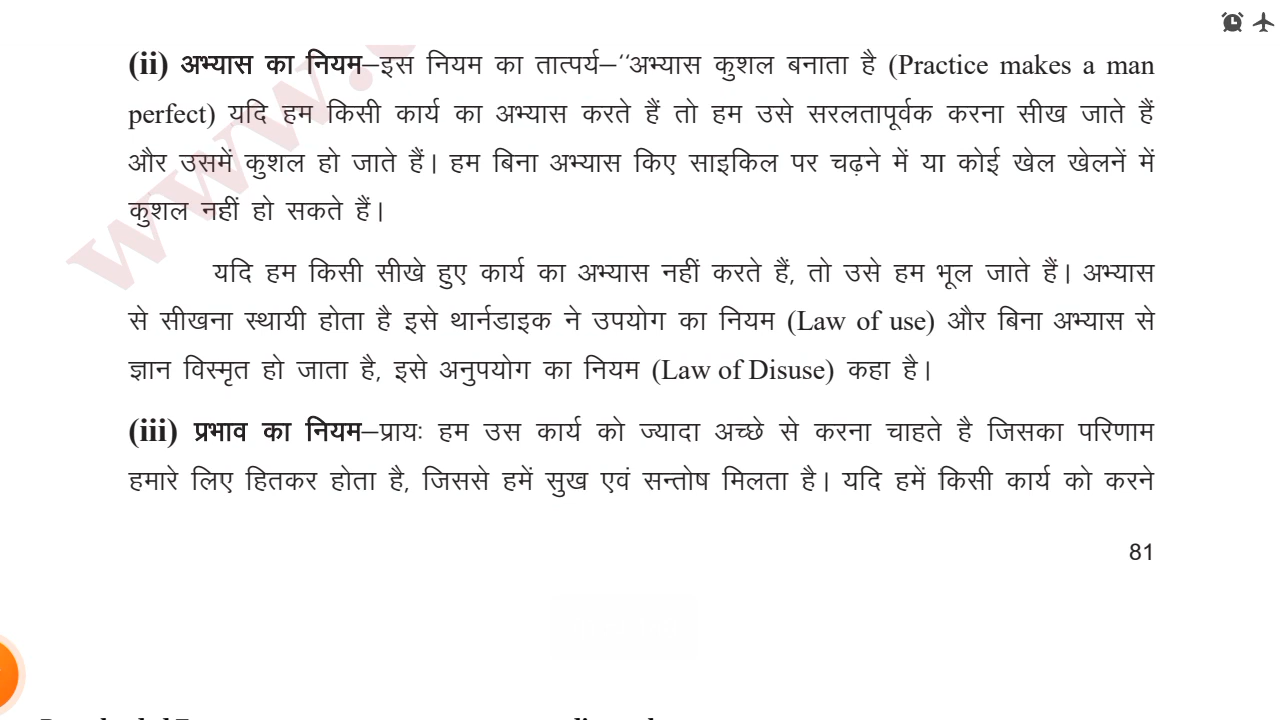 (ii) अभ्यास का नियम–इस नियम का तात्पर्य–''अभ्यास कुशल बनाता है (Practice makes a man
perfect) यदि हम किसी कार्य का अभ्यास करते हैं तो हम उसे सरलतापूर्वक करना सीख जाते हैं
और उसमें कुशल हो जाते हैं। हम बिना अभ्यास किए साइकिल पर चढ़ने में या कोई खेल खेलनें में
कुशल नहीं हो सकते हैं।
यदि हम किसी सीखे हुए कार्य का अभ्यास नहीं करते हैं, तो उसे हम भूल जाते हैं। अभ्यास
से सीखना स्थायी होता है इसे थार्नडाइक ने उपयोग का नियम (Law of use) और बिना अभ्यास से
ज्ञान विस्मृत हो जाता है, इसे अनुपयोग का नियम (Law of Disuse) कहा है।
(iii) प्रभाव का नियम–प्रायः हम उस कार्य को ज्यादा अच्छे से करना चाहते है जिसका परिणाम
हमारे लिए हितकर होता है, जिससे हमें सुख एवं सन्तोष मिलता है। यदि हमें किसी कार्य को करने
81
www.